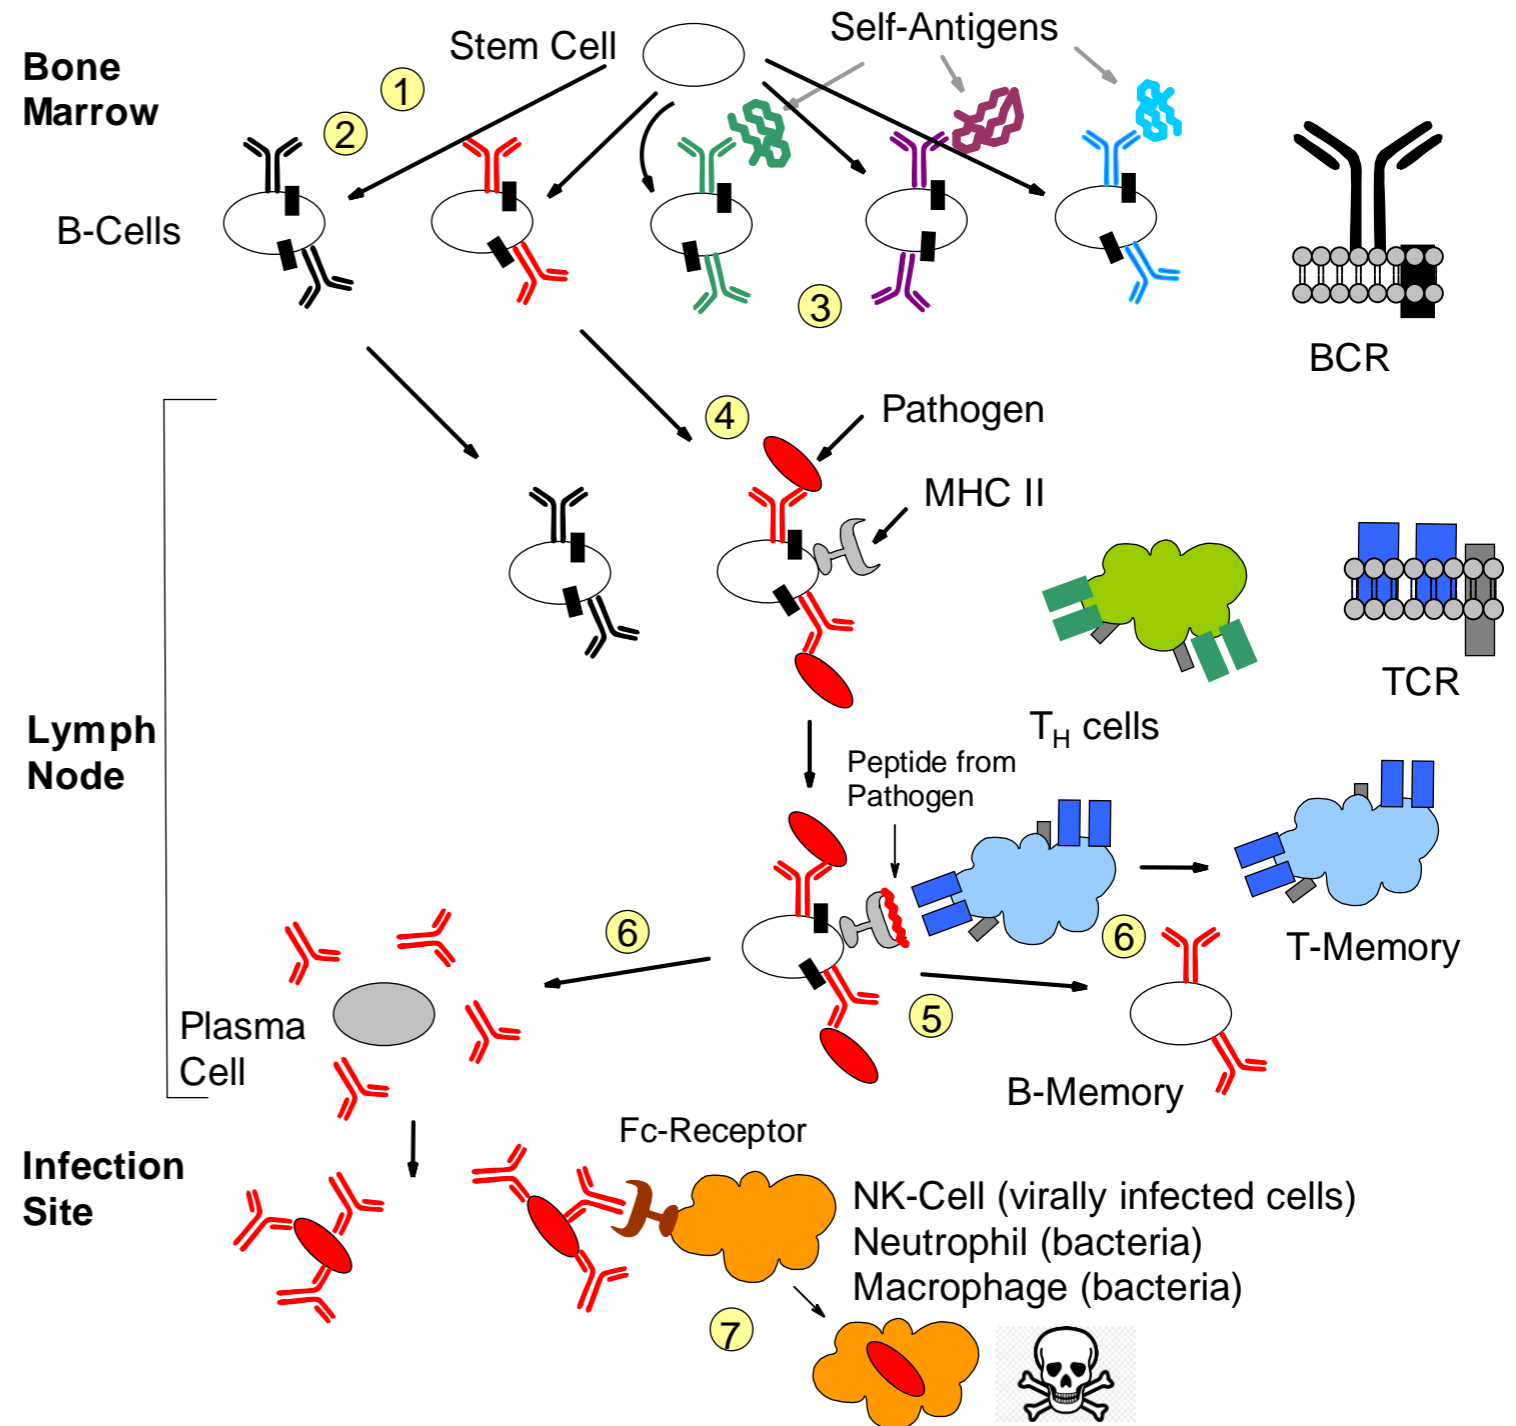 Stem Cell
Self-Antigens
Bone
Marrow
1
2
B-Cells
3
BCR
4
Pathogen
MHC II
TCR
TH cells
Lymph
Node
Peptide from
Pathogen
6
6
T-Memory
5
Plasma
Cell
B-Memory
Fc-Receptor
Infection
Site
NK-Cell (virally infected cells)
Neutrophil (bacteria)
Macrophage (bacteria)
7